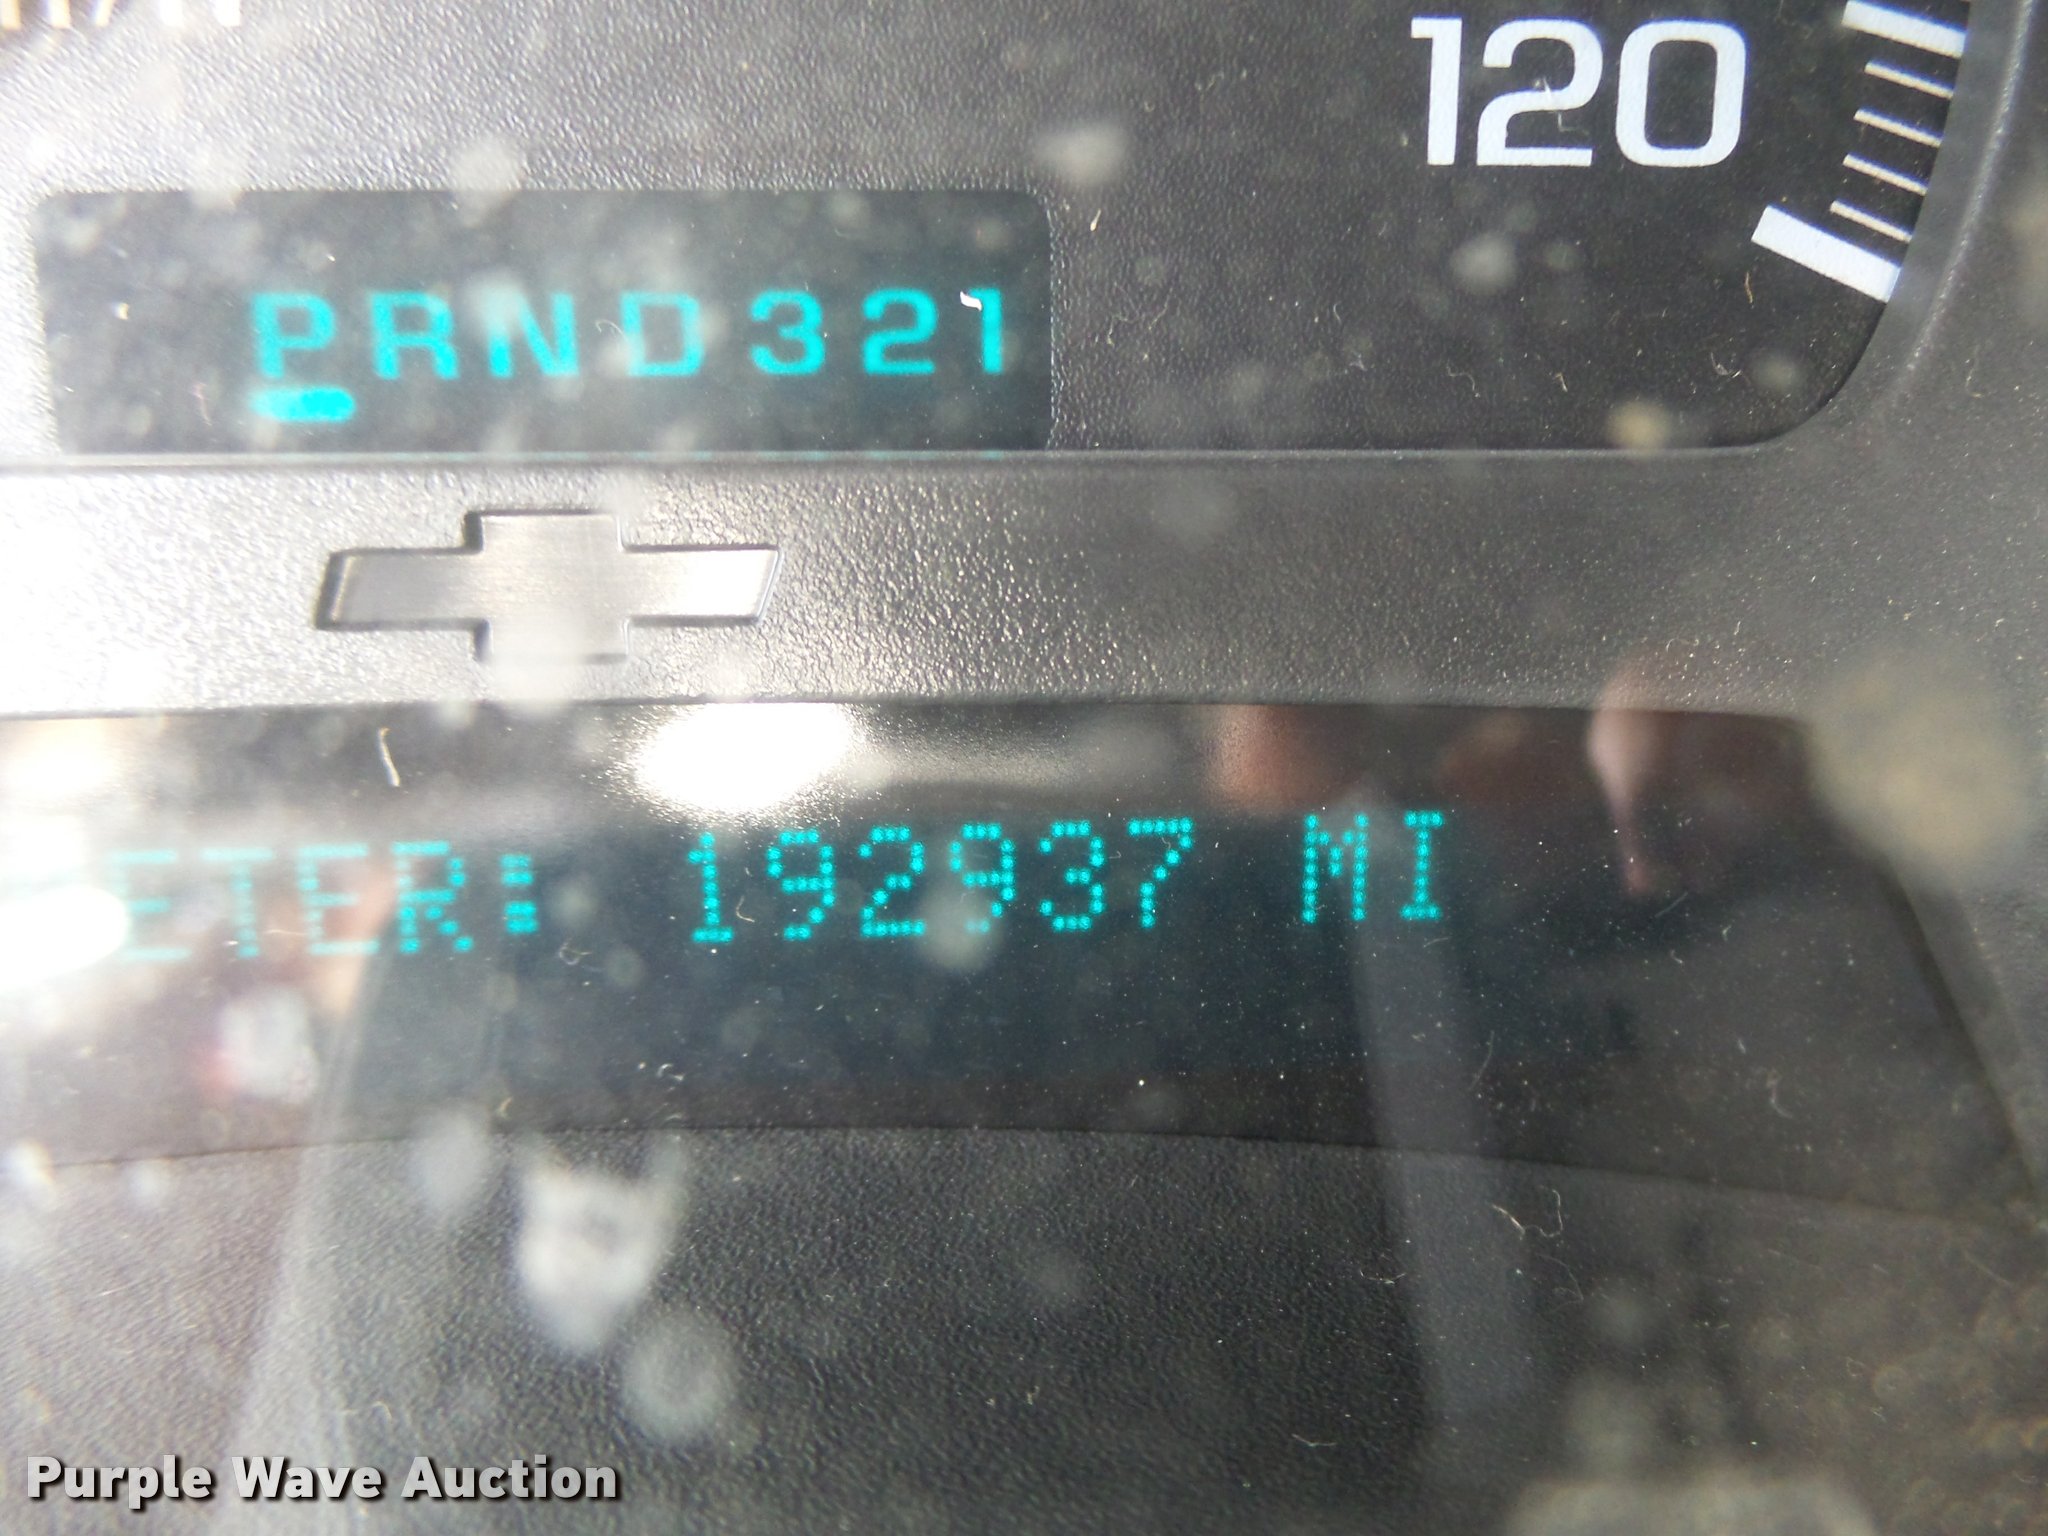 120
PRND321
ETER: 192937 MI
Purple Wave Auction